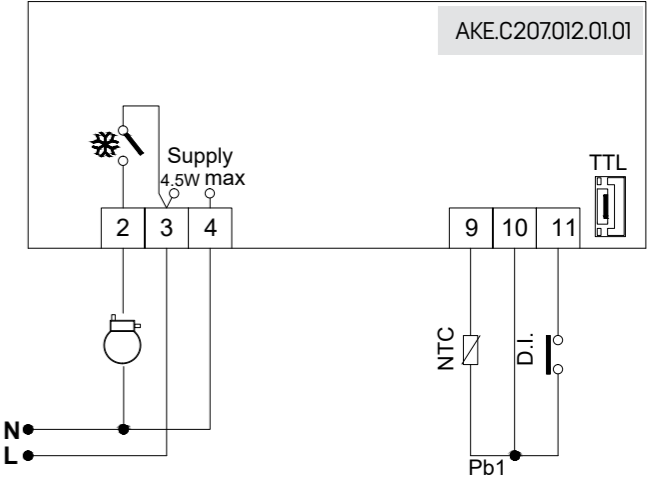 AKE.C207.012.01.01
Supply
4.5W max
TTL
2 3 4
9 10 11
NTC
D.I.
N
L
Pb1